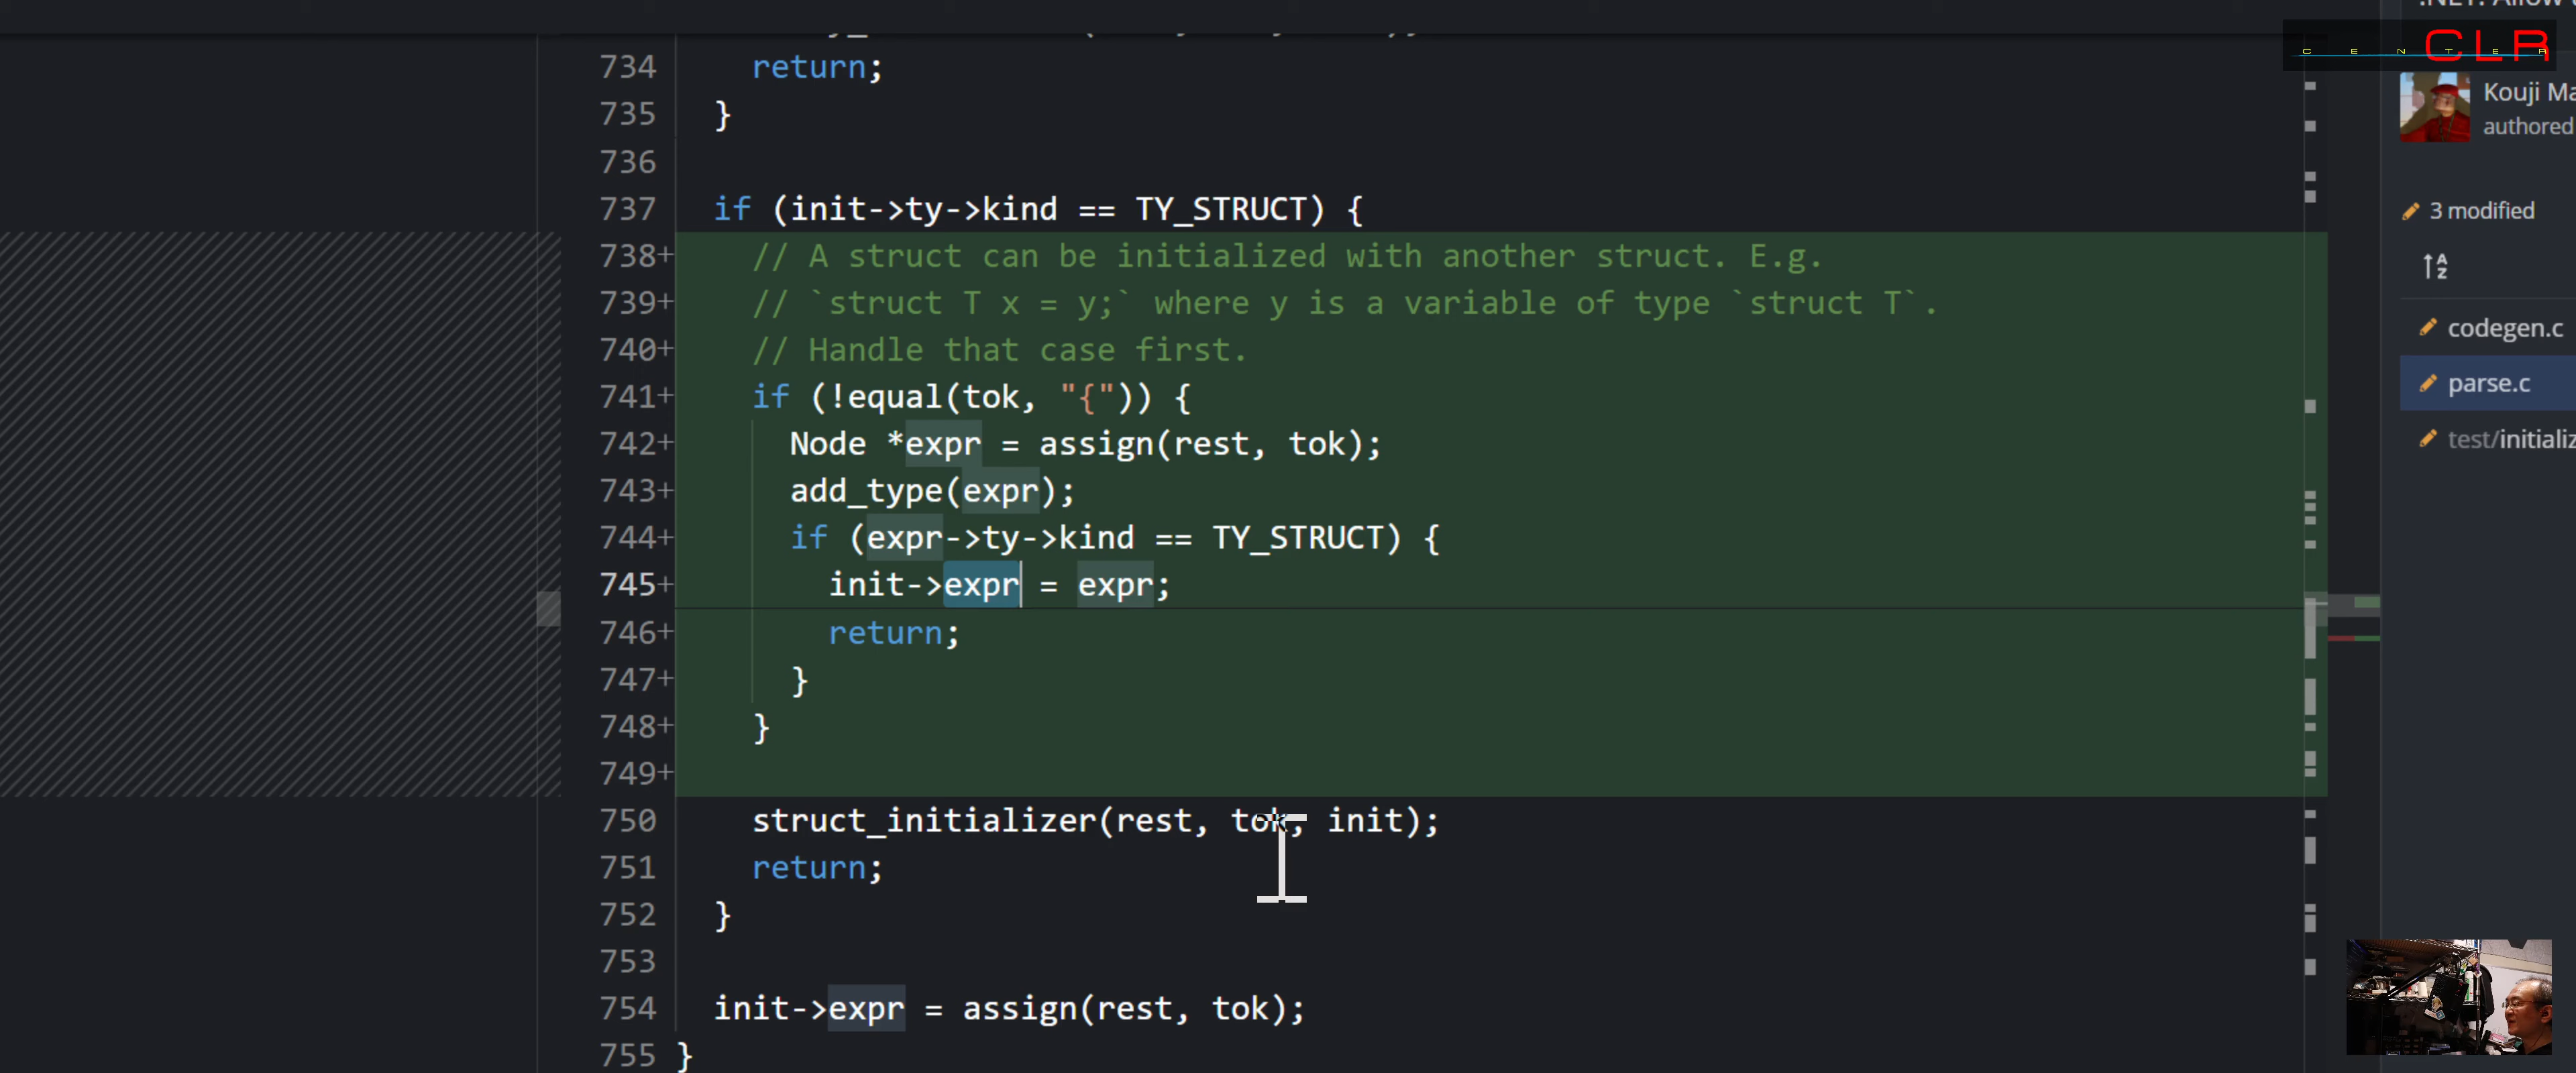 CENTER CLR
734 return;
735 }
736
737 if (init->ty->kind == TY_STRUCT) {
738+ // A struct can be initialized with another struct. E.g.
739+ // `struct T x = y;` where y is a variable of type `struct T`.
740+ // Handle that case first.
741+ if (!equal(tok, "{")) {
742+ Node *expr = assign(rest, tok);
743+ add_type(expr);
744+ if (expr->ty->kind == TY_STRUCT) {
745+ init->expr = expr;
746+ return;
747+ }
748+ }
749+
750 struct_initializer(rest, tok, init);
751 return;
752 }
753
754 init->expr = assign(rest, tok);
755 }
Kouji Ma
authored
3 modified
codegen.c
parse.c
test/initializ